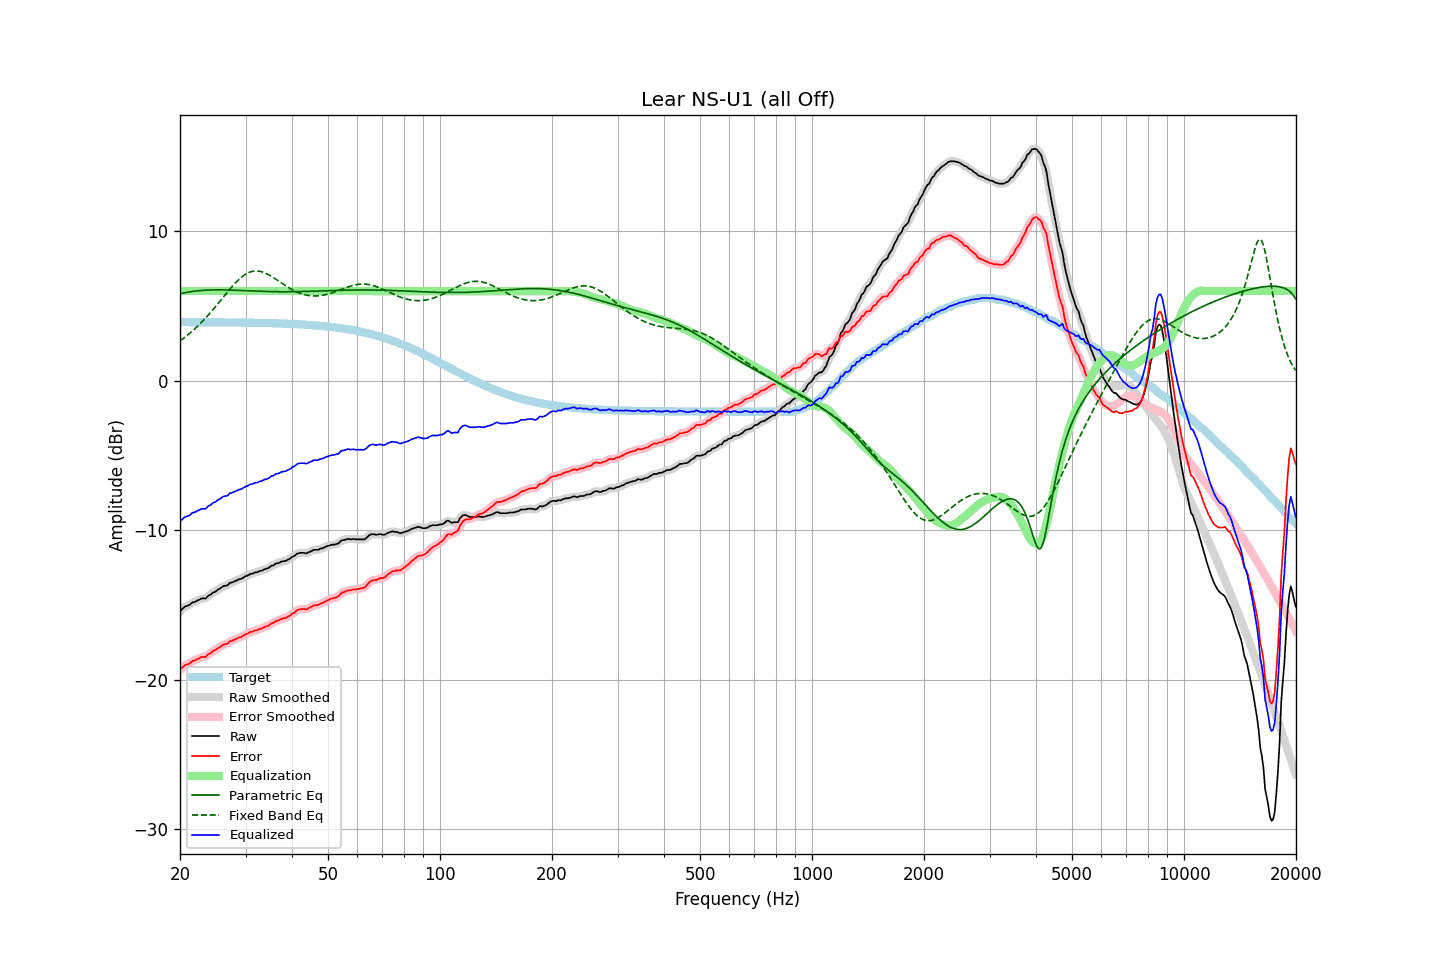 Lear NS-U1 (all Off)
Amplitude (dBr)
10
0
−10
−20
−30
Target
Raw Smoothed
Error Smoothed
Raw
Error
Equalization
Parametric Eq
Fixed Band Eq
Equalized
20 50 100 200 500 1000 2000 5000 10000 20000
Frequency (Hz)